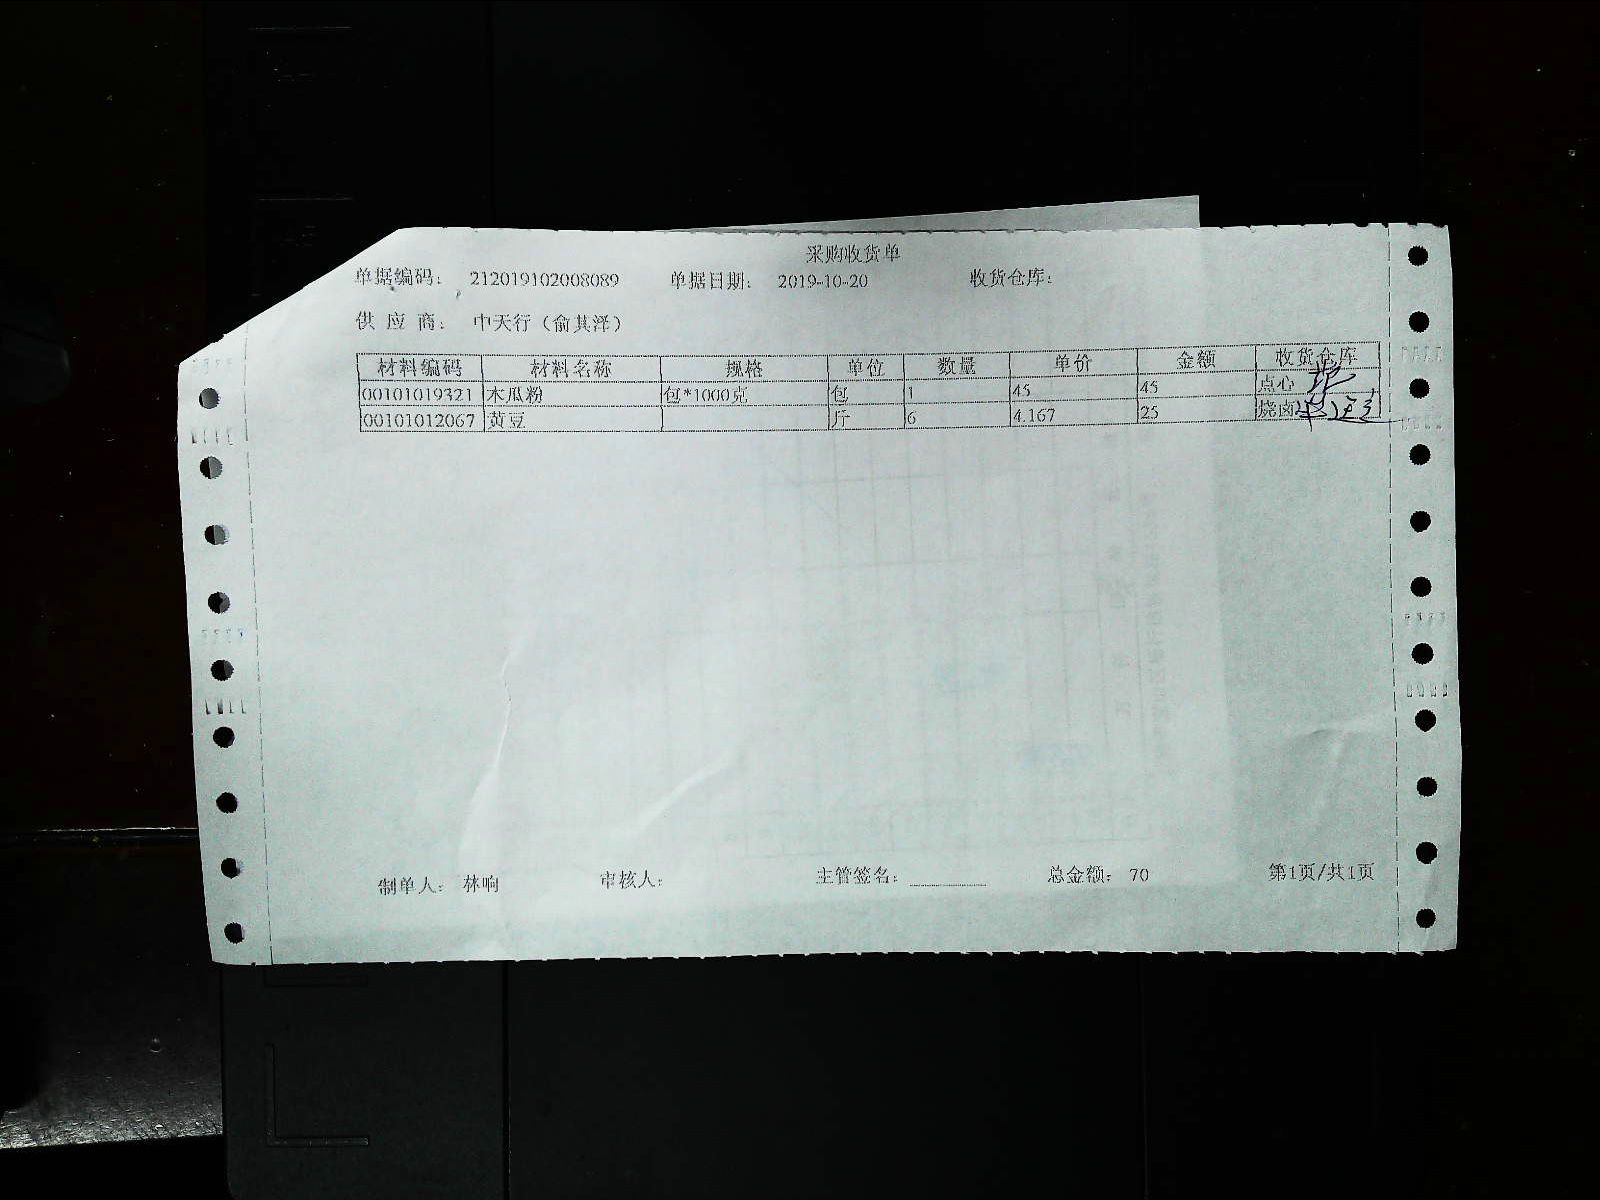 采购收货单
单据编码： 212019102008089 单据日期： 2019-10-20 收货仓库：
供 应 商： 中天行（俞其泽）
材料编码 材料名称 规格 单位 数量 单价 金额 收货仓库
00101019321 木瓜粉 包*1000克 包 1 45 45 点心
00101012067 黄豆 斤 6 4.167 25 烧卤
制单人： 林响 审核人： 主管签名： 总金额： 70 第1页/共1页